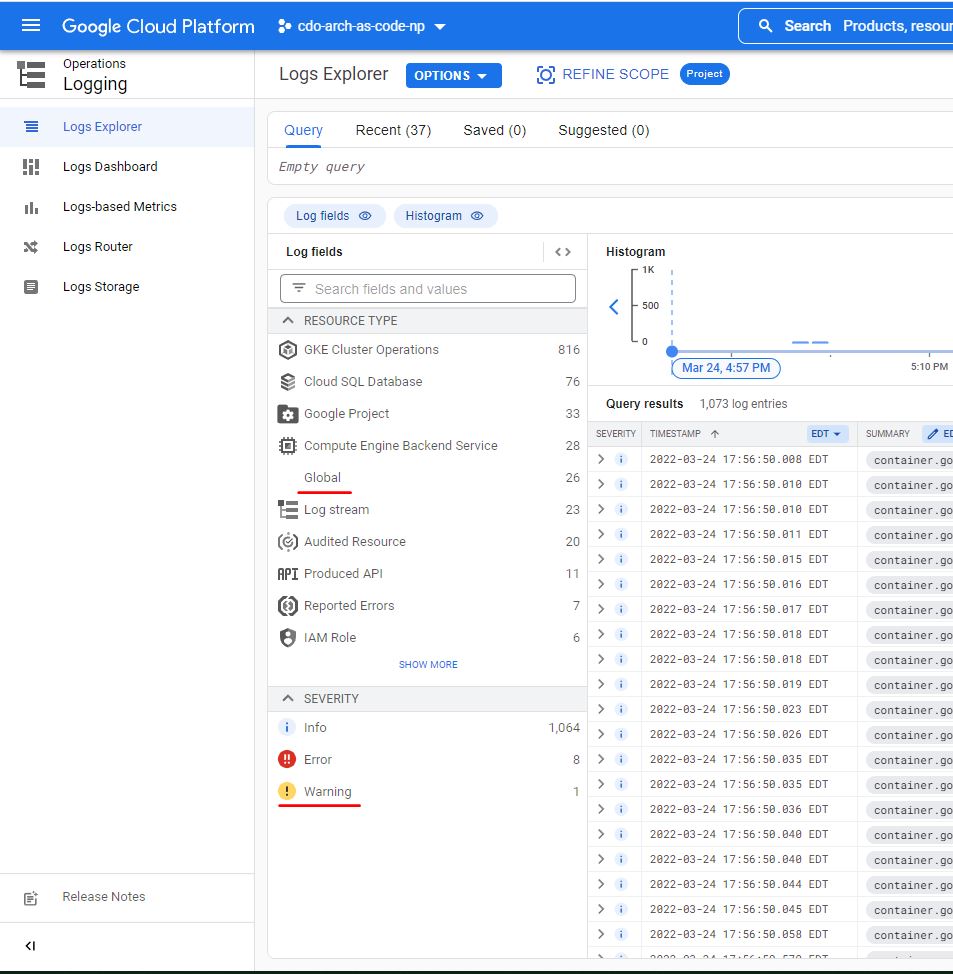 Google Cloud Platform
cdo-arch-as-code-np
Search Products, resour
Operations
Logging
Logs Explorer
Logs Dashboard
Logs-based Metrics
Logs Router
Logs Storage
Release Notes
Logs Explorer
OPTIONS
REFINE SCOPE
Project
Query
Recent (37)
Saved (0)
Suggested (0)
Empty query
Log fields
Histogram
Log fields
Search fields and values
RESOURCE TYPE
GKE Cluster Operations 816
Cloud SQL Database 76
Google Project 33
Compute Engine Backend Service 28
Global 26
Log stream 23
Audited Resource 20
API Produced API 11
Reported Errors 7
IAM Role 6
SHOW MORE
SEVERITY
Info 1,064
Error 8
Warning 1
Histogram
1K
500
0
Mar 24, 4:57 PM
5:10 PM
Query results 1,073 log entries
SEVERITY TIMESTAMP EDT SUMMARY ED
2022-03-24 17:56:50.008 EDT container.go
2022-03-24 17:56:50.010 EDT container.go
2022-03-24 17:56:50.010 EDT container.go
2022-03-24 17:56:50.011 EDT container.go
2022-03-24 17:56:50.015 EDT container.go
2022-03-24 17:56:50.016 EDT container.go
2022-03-24 17:56:50.017 EDT container.go
2022-03-24 17:56:50.018 EDT container.go
2022-03-24 17:56:50.018 EDT container.go
2022-03-24 17:56:50.019 EDT container.go
2022-03-24 17:56:50.023 EDT container.go
2022-03-24 17:56:50.026 EDT container.go
2022-03-24 17:56:50.035 EDT container.go
2022-03-24 17:56:50.035 EDT container.go
2022-03-24 17:56:50.036 EDT container.go
2022-03-24 17:56:50.040 EDT container.go
2022-03-24 17:56:50.040 EDT container.go
2022-03-24 17:56:50.044 EDT container.go
2022-03-24 17:56:50.045 EDT container.go
2022-03-24 17:56:50.058 EDT container.go